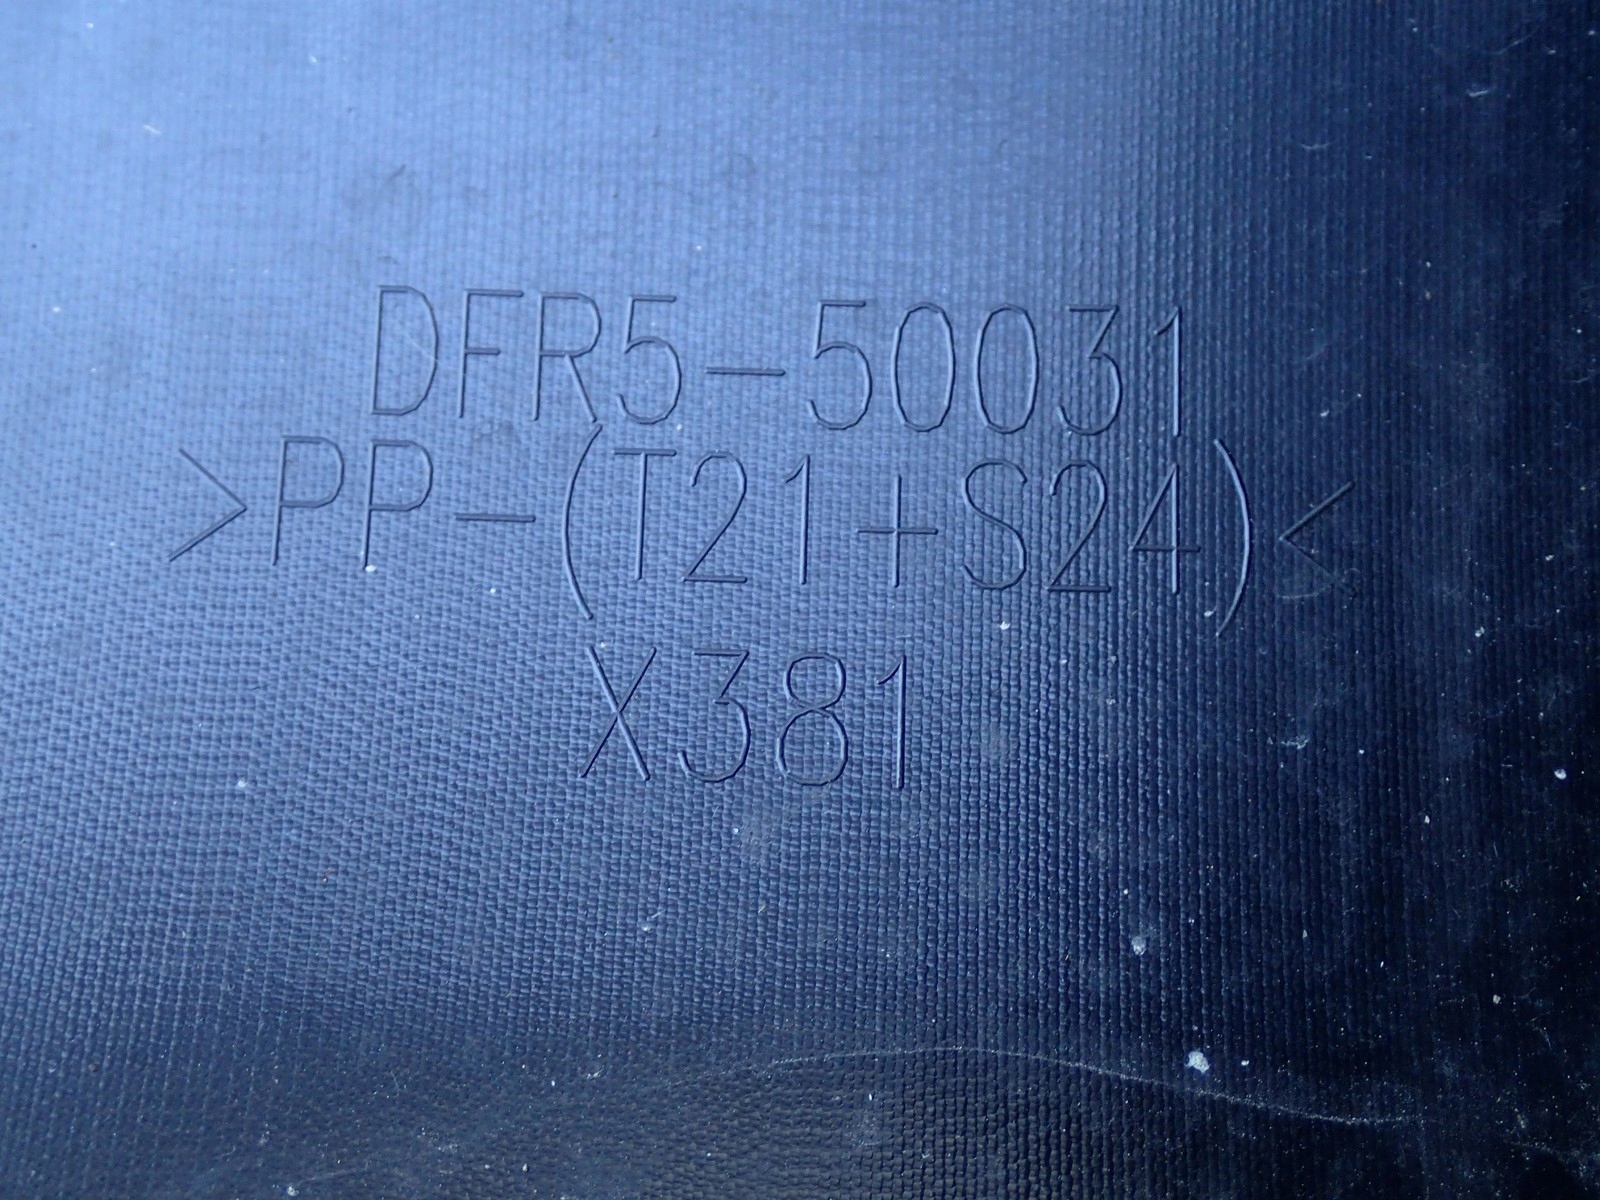 DFR5-50031
>PP-(T21+S24)<
X381